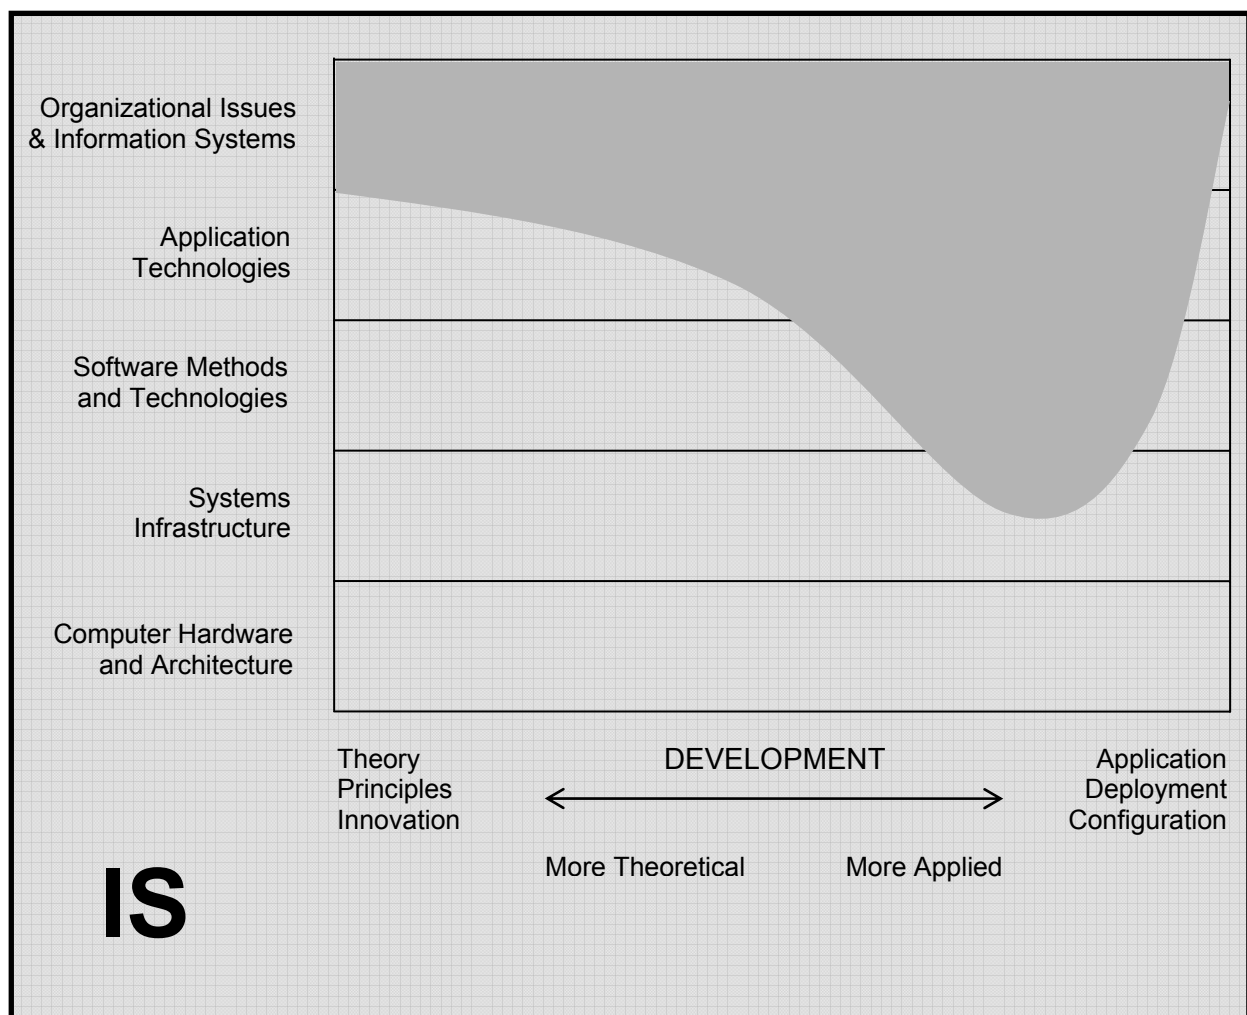 Organizational Issues
& Information Systems
Application
Technologies
Software Methods
and Technologies
Systems
Infrastructure
Computer Hardware
and Architecture
Theory
Principles
Innovation
DEVELOPMENT
Application
Deployment
Configuration
More Theoretical
More Applied
IS